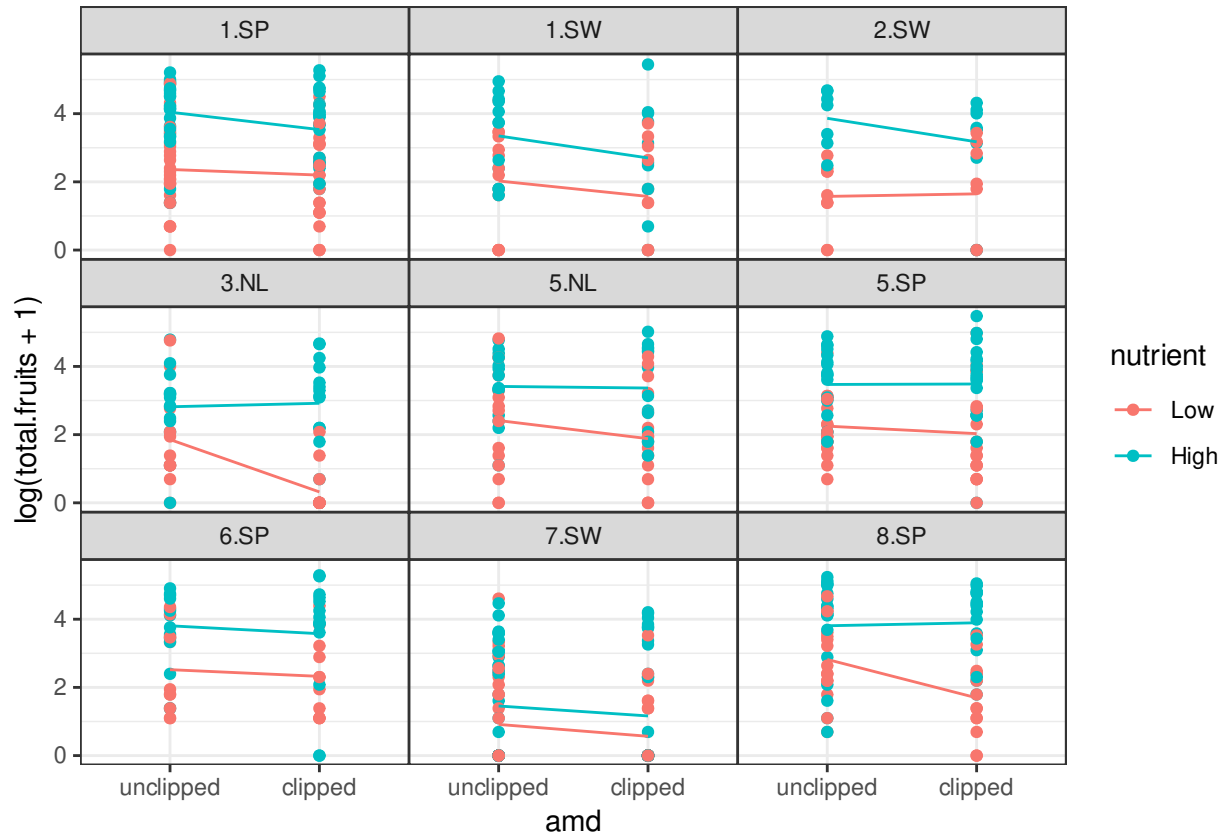 1.SP
1.SW
2.SW
4
2
0
3.NL
5.NL
5.SP
4
2
0
6.SP
7.SW
8.SP
4
2
0
log(total.fruits + 1)
unclipped
clipped
unclipped
clipped
unclipped
clipped
amd
nutrient
Low
High